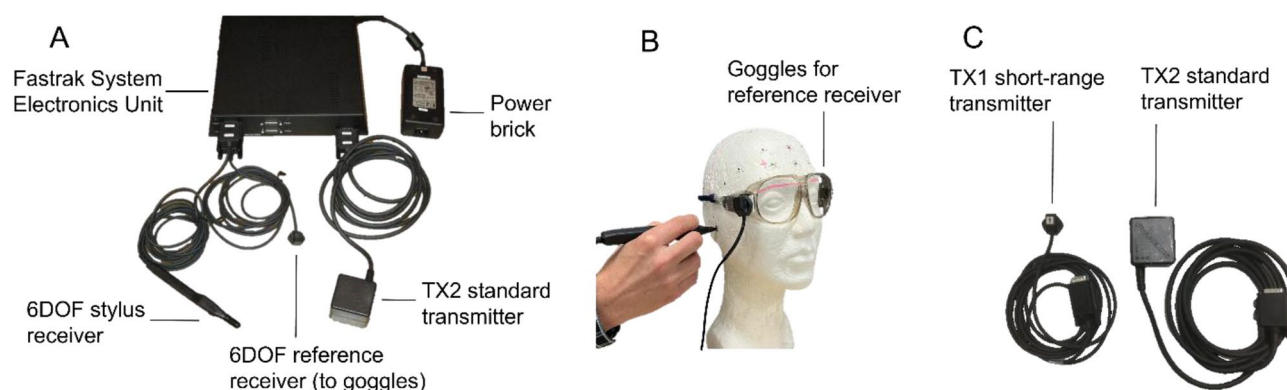 A
Fastrak System
Electronics Unit
Power
brick
6DOF stylus
receiver
6DOF reference
receiver (to goggles)
TX2 standard
transmitter
B
Goggles for
reference receiver
C
TX1 short-range
transmitter
TX2 standard
transmitter